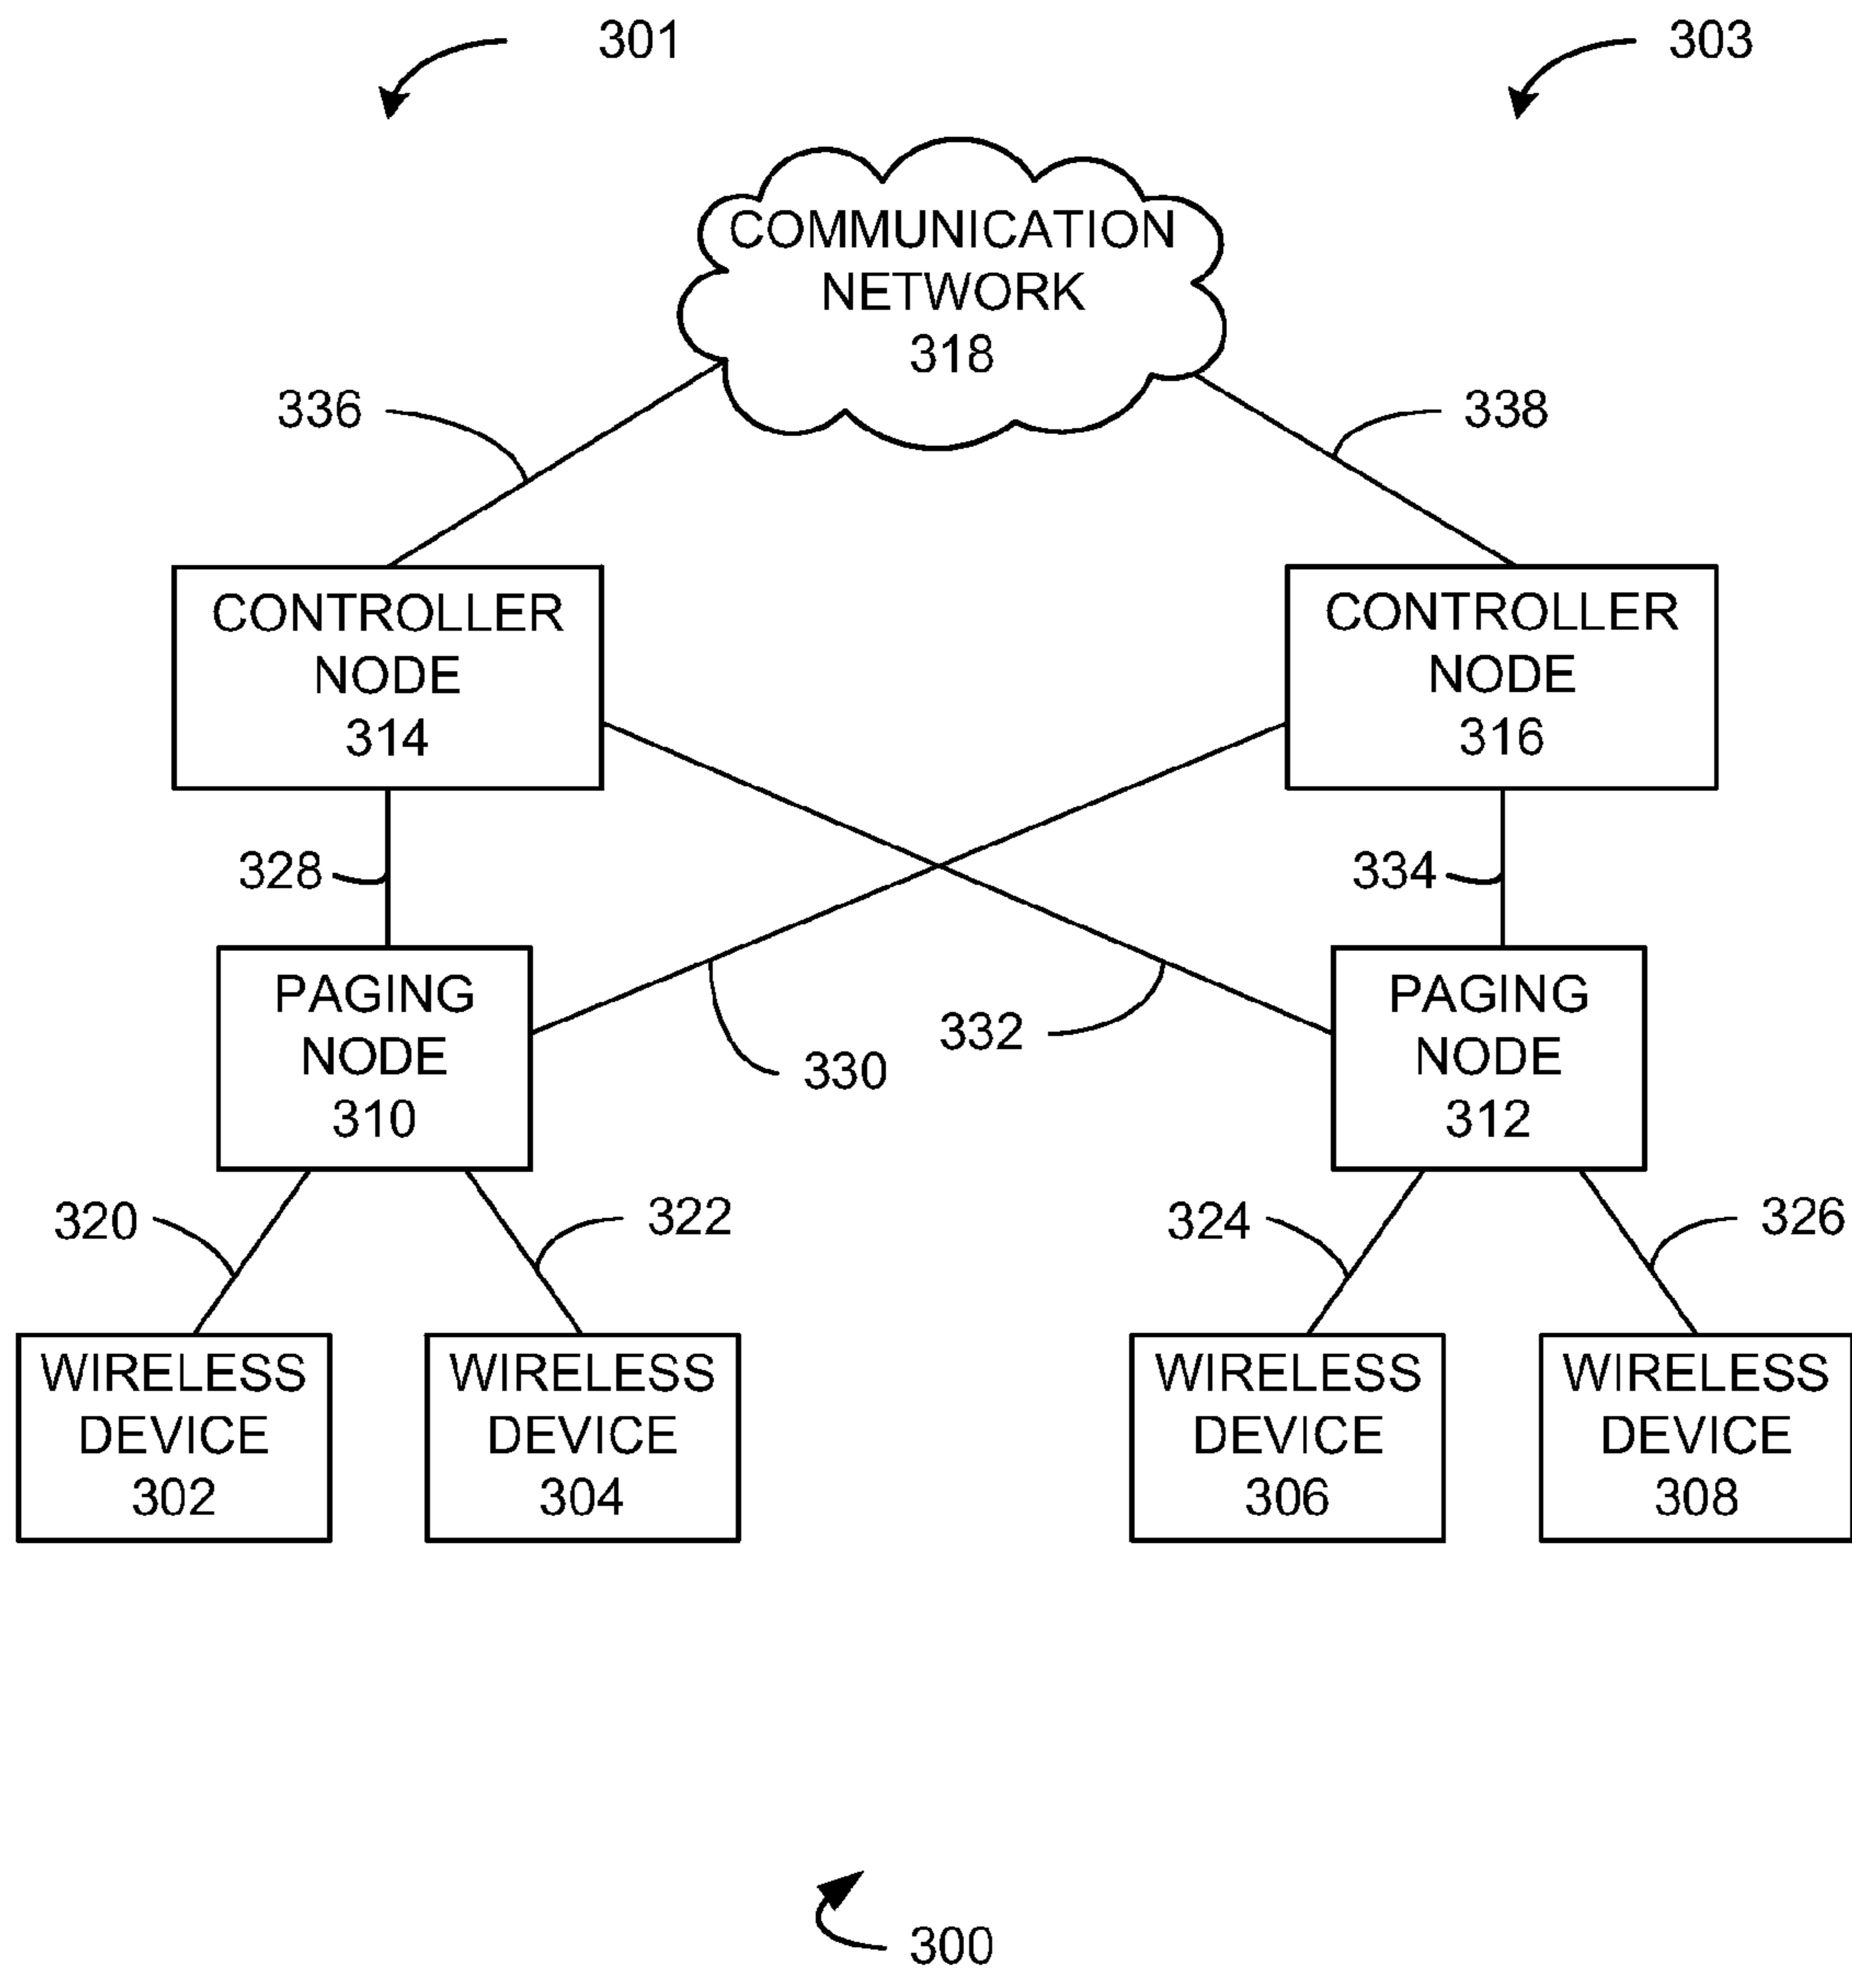 301
303
COMMUNICATION
NETWORK
318
336
338
CONTROLLER
NODE
314
CONTROLLER
NODE
316
328
334
PAGING
NODE
310
PAGING
NODE
312
332
330
320
322
324
326
WIRELESS
DEVICE
302
WIRELESS
DEVICE
304
WIRELESS
DEVICE
306
WIRELESS
DEVICE
308
300